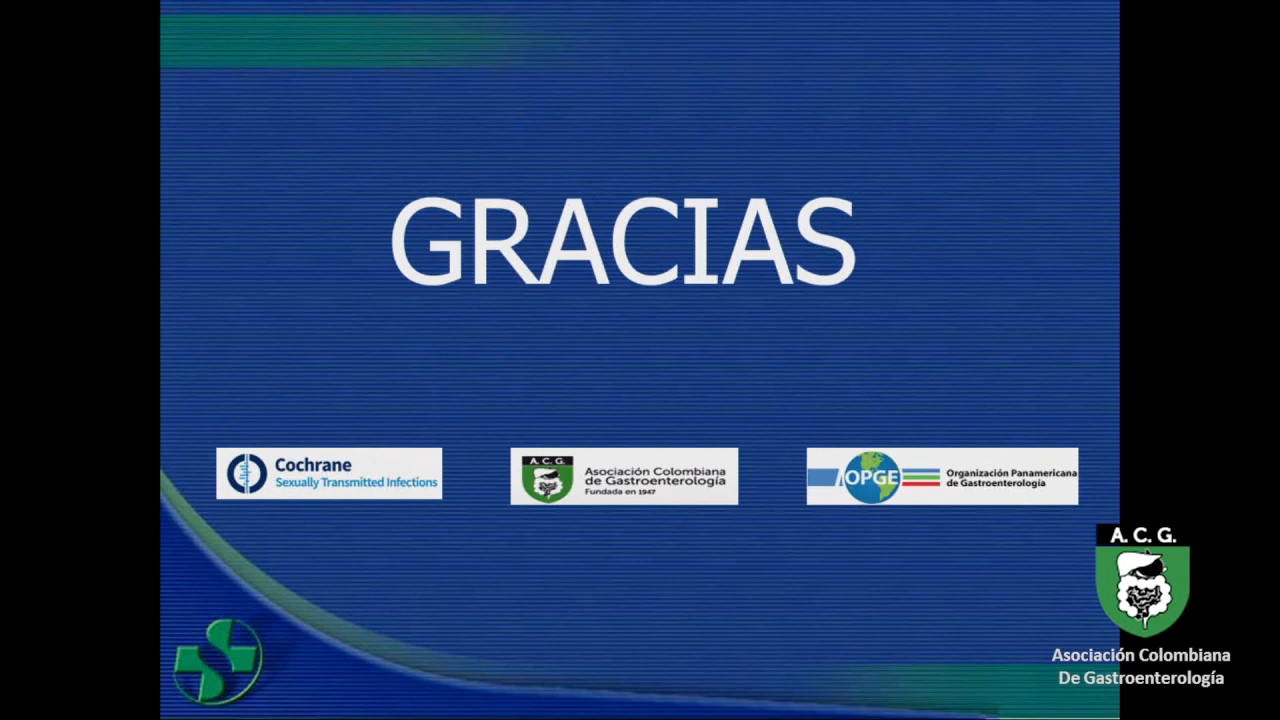 GRACIAS
Cochrane
Sexually Transmitted Infections
A. C. G.
Asociación Colombiana
de Gastroenterología
Fundada en 1947
OPGE
Organización Panamericana
de Gastroenterología
A. C. G.
Asociación Colombiana
De Gastroenterología